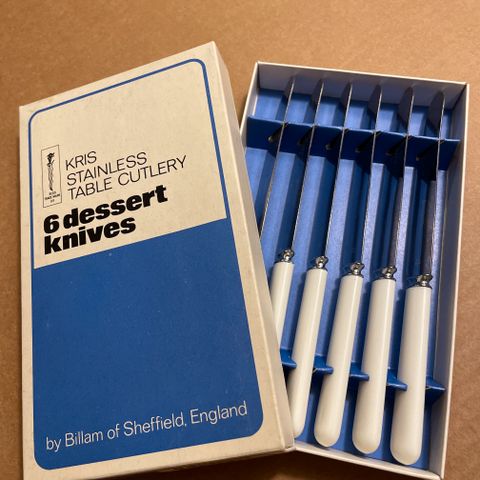 KRIS
STAINLESS
TABLE CUTLERY
6 dessert
knives
by Billam of Sheffield, England